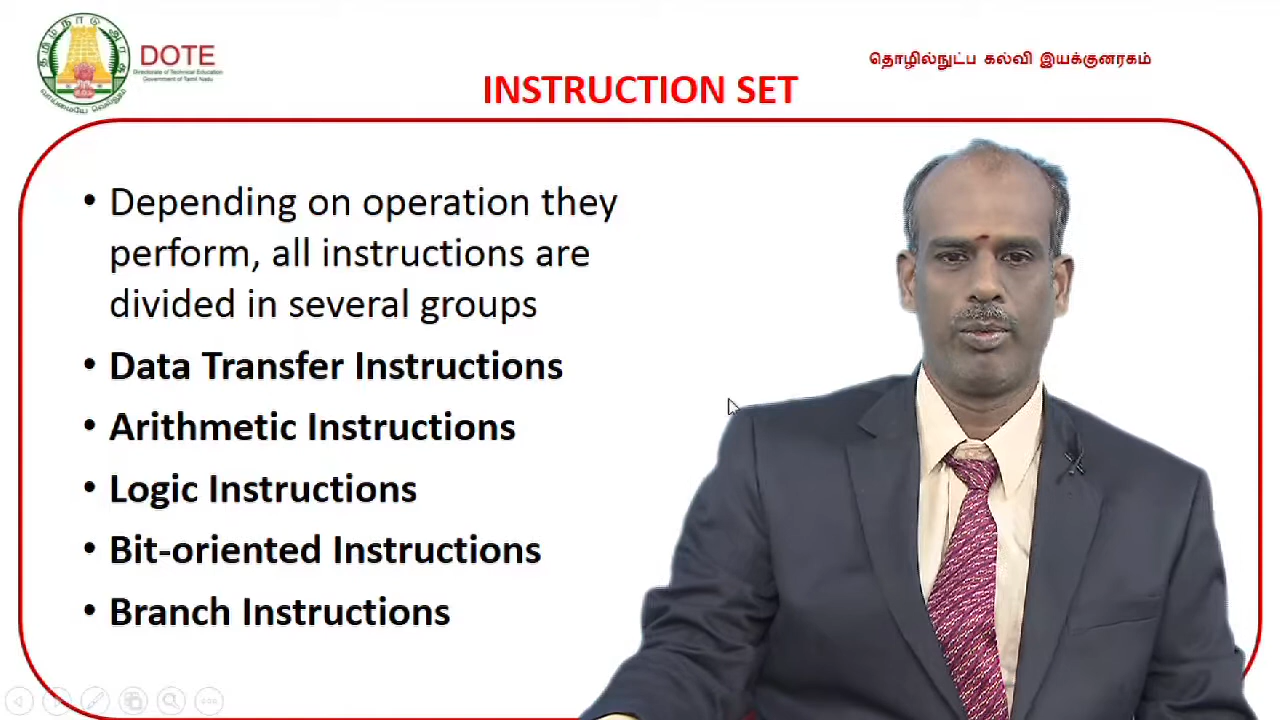 DOTE
Directorate of Technical Education
Government of Tamil Nadu
தொழில்நுட்ப கல்வி இயக்குனரகம்
INSTRUCTION SET
• Depending on operation they
perform, all instructions are
divided in several groups
• Data Transfer Instructions
• Arithmetic Instructions
• Logic Instructions
• Bit-oriented Instructions
• Branch Instructions